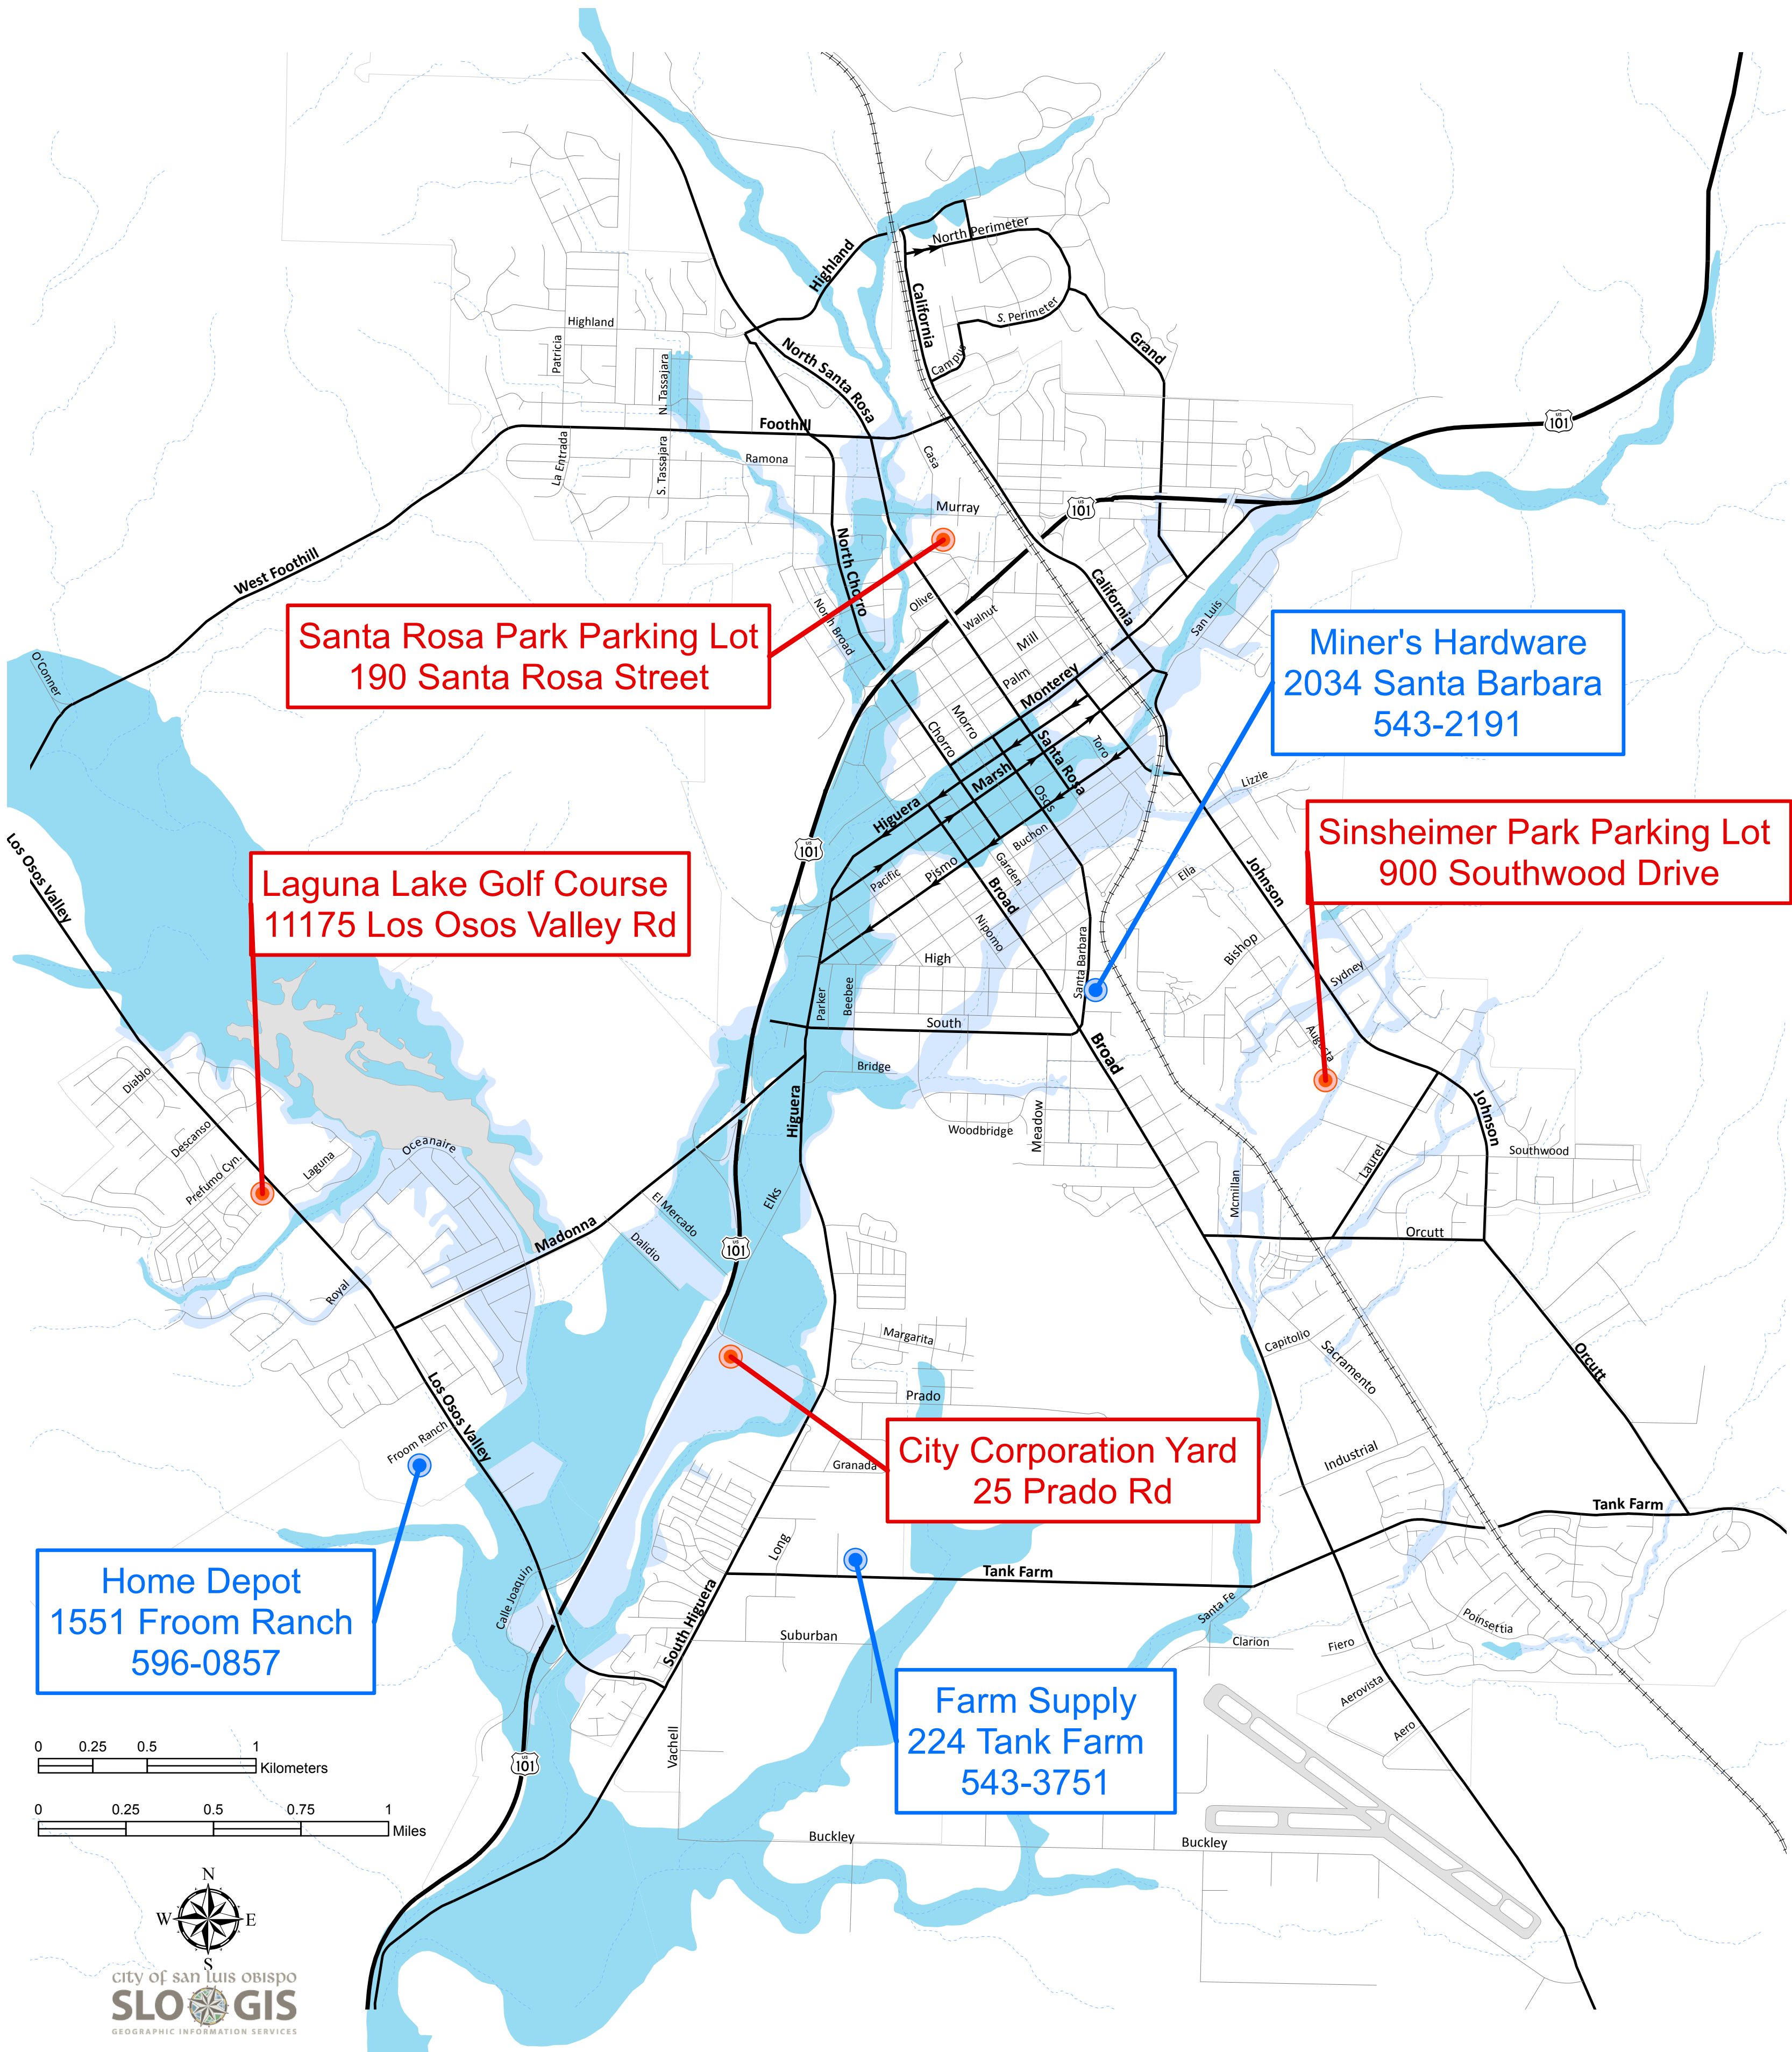 North Perimeter
Highland
California
S. Perimeter
Grand
Highland
Patricia
N. Tassajara
North Santa Rosa
Campus
US
101
Foothill
La Entrada
S. Tassajara
Ramona
Casa
Murray
US
101
West Foothill
North Chorro
California
Olive
North Broad
Walnut
San Luis
Mill
Santa Rosa Park Parking Lot
190 Santa Rosa Street
Miner's Hardware
2034 Santa Barbara
543-2191
O'Conner
Palm
Monterey
Morro
Chorro
Santa Rosa
Toro
Marsh
Lizzie
Osos
Higuera
Buchon
US
101
Garden
Pismo
Pacific
Ella
Johnson
Sinsheimer Park Parking Lot
900 Southwood Drive
Los Osos Valley
Laguna Lake Golf Course
11175 Los Osos Valley Rd
Broad
Nipomo
High
Santa Barbara
Bishop
Sydney
Parker
Beebee
South
Augusta
Broad
Bridge
Diablo
Higuera
Johnson
Descanso
Oceanaire
Woodbridge
Meadow
Laguna
Prefumo Cyn.
Laurel
Southwood
Mcmillan
Elks
El Mercado
Madonna
Dalidio
US
101
Orcutt
Royal
Margarita
Capitolio
Sacramento
Orcutt
Prado
Los Osos Valley
Froom Ranch
City Corporation Yard
25 Prado Rd
Granada
Industrial
Tank Farm
Long
Tank Farm
Home Depot
1551 Froom Ranch
596-0857
Calle Joaquin
South Higuera
Santa Fe
Suburban
Clarion
Fiero
Poinsettia
Farm Supply
224 Tank Farm
543-3751
Aerovista
Aero
Vachell
US
101
0 0.25 0.5 1
Kilometers
0 0.25 0.5 0.75 1
Miles
Buckley
Buckley
N
W E
S
city of san luis obispo
SLO GIS
GEOGRAPHIC INFORMATION SERVICES